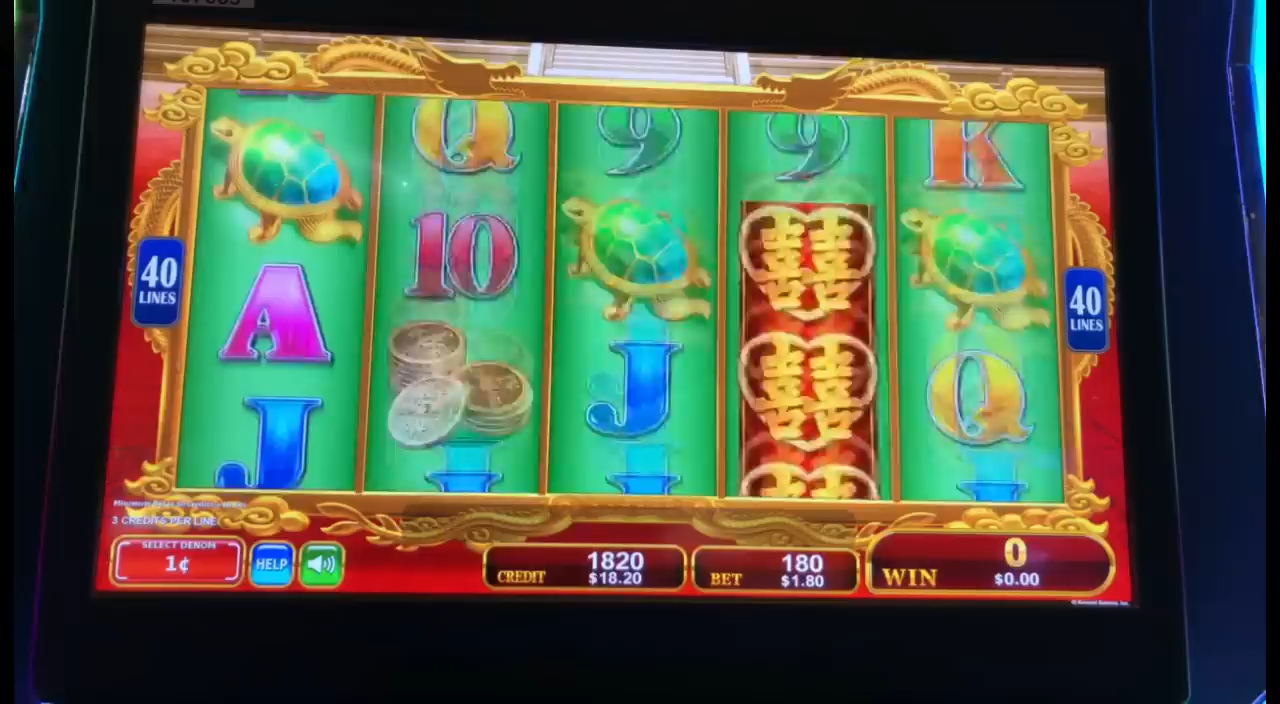 Q 9 9 K
10 囍
A
囍
J Q
J
J J J
囍
40
LINES
40
LINES
3 CREDITS PER LINE
SELECT DENOM
1¢
HELP
CREDIT 1820
$18.20
BET 180
$1.80
WIN 0
$0.00